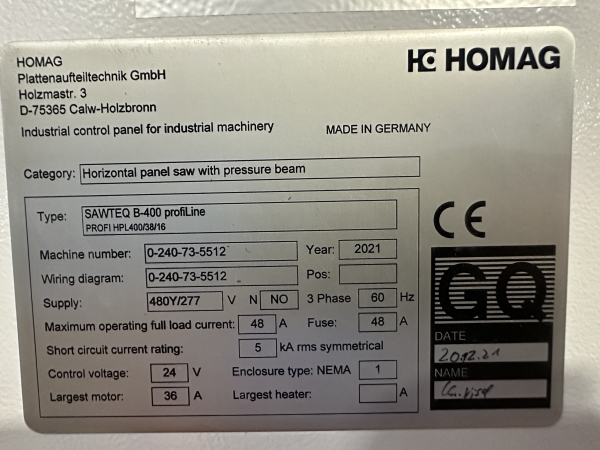 HOMAG
Plattenaufteiltechnik GmbH
Holzmastr. 3
D-75365 Calw-Holzbronn
HOMAG
Industrial control panel for industrial machinery MADE IN GERMANY
Category: Horizontal panel saw with pressure beam
Type: SAWTEQ B-400 profiLine
PROFI HPL400/38/16
Machine number: 0-240-73-5512 Year: 2021
Wiring diagram: 0-240-73-5512 Pos:
Supply: 480Y/277 V N NO 3 Phase 60 Hz
Maximum operating full load current: 48 A Fuse: 48 A
Short circuit current rating: 5 kA rms symmetrical
Control voltage: 24 V Enclosure type: NEMA 1
Largest motor: 36 A Largest heater: A
CE
GQ
DATE
20.12.21
NAME